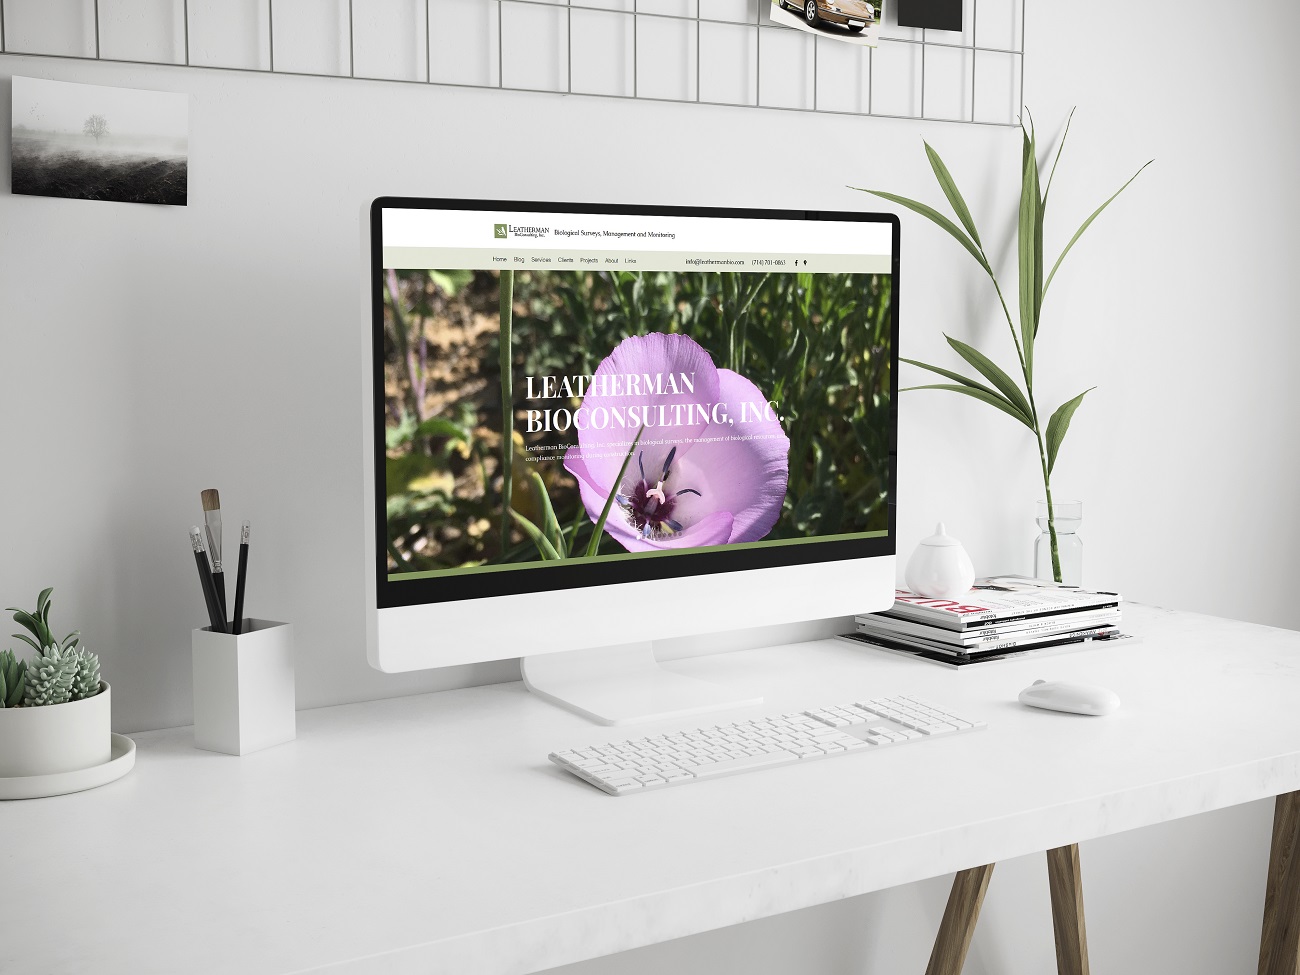 LEATHERMAN
BioConsulting, Inc.
Biological Surveys, Management and Monitoring
Home Blog Services Clients Projects About Links
info@leathermanbio.com (714) 701-0863
LEATHERMAN
BIOCONSULTING, INC.
Leatherman BioConsulting, Inc. specializes in biological surveys, the management of biological resources, and
compliance monitoring during construction.